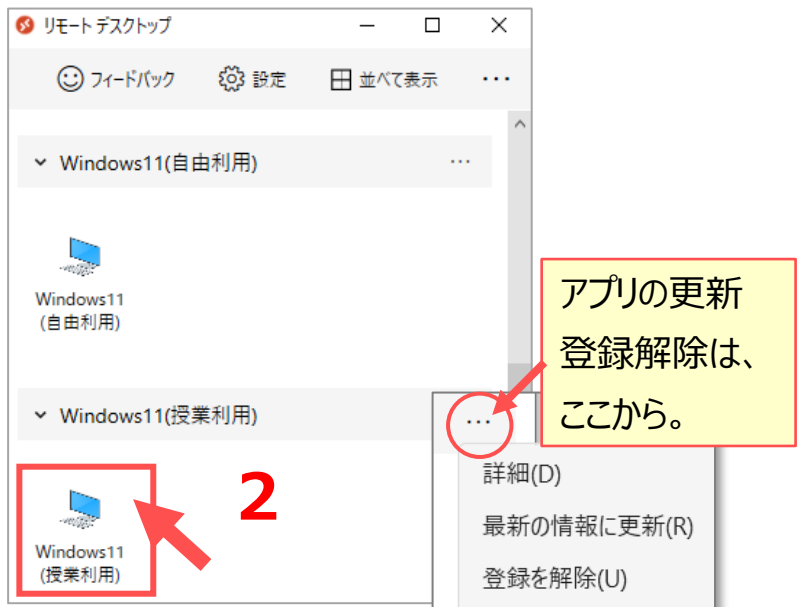 リモート デスクトップ
フィードバック 設定 並べて表示 ...
Windows11(自由利用) ...
Windows11
(自由利用)
アプリの更新
登録解除は、
ここから。
Windows11(授業利用) ...
詳細(D)
最新の情報に更新(R)
登録を解除(U)
2
Windows11
(授業利用)